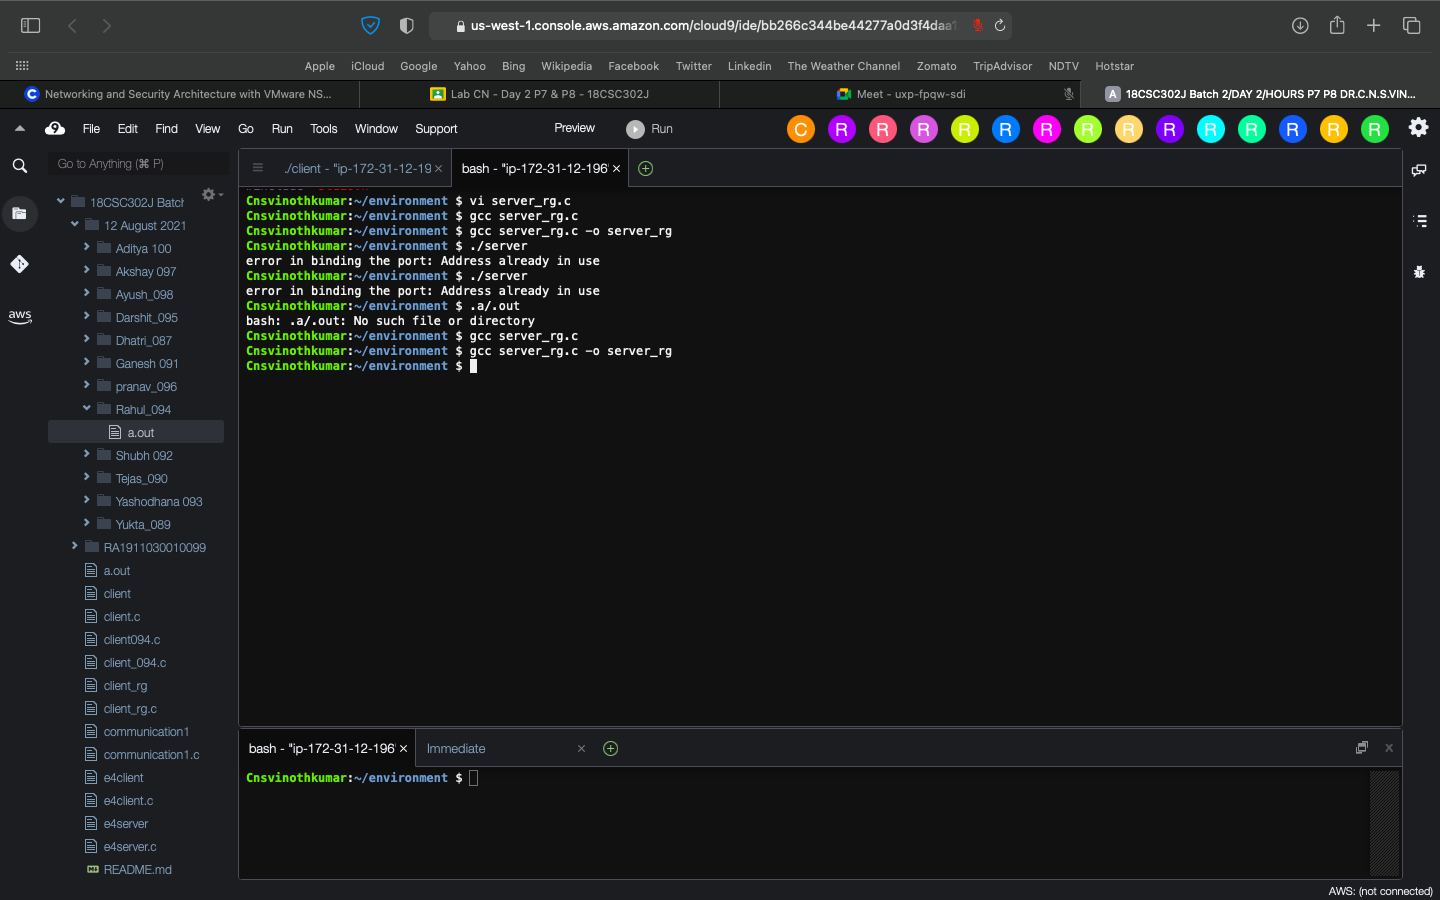 us-west-1.console.aws.amazon.com/cloud9/ide/bb266c344be44277a0d3f4daa1
Apple iCloud Google Yahoo Bing Wikipedia Facebook Twitter Linkedin The Weather Channel Zomato TripAdvisor NDTV Hotstar
C Networking and Security Architecture with VMware NS... Lab CN - Day 2 P7 & P8 - 18CSC302J Meet - uxp-fpqw-sdi A 18CSC302J Batch 2/DAY 2/HOURS P7 P8 DR.C.N.S.VIN...
9 File Edit Find View Go Run Tools Window Support Preview Run C R R R R R R R R R R R R R R
Go to Anything (⌘ P)
./client - "ip-172-31-12-19 × bash - "ip-172-31-12-196' ×
aws
18CSC302J Batch
12 August 2021
Aditya 100
Akshay 097
Ayush_098
Darshit_095
Dhatri_087
Ganesh 091
pranav_096
Rahul_094
a.out
Shubh 092
Tejas_090
Yashodhana 093
Yukta_089
RA1911030010099
a.out
client
client.c
client094.c
client_094.c
client_rg
client_rg.c
communication1
communication1.c
e4client
e4client.c
e4server
e4server.c
README.md
Cnsvinothkumar:~/environment $ vi server_rg.c
Cnsvinothkumar:~/environment $ gcc server_rg.c
Cnsvinothkumar:~/environment $ gcc server_rg.c -o server_rg
Cnsvinothkumar:~/environment $ ./server
error in binding the port: Address already in use
Cnsvinothkumar:~/environment $ ./server
error in binding the port: Address already in use
Cnsvinothkumar:~/environment $ .a/.out
bash: .a/.out: No such file or directory
Cnsvinothkumar:~/environment $ gcc server_rg.c
Cnsvinothkumar:~/environment $ gcc server_rg.c -o server_rg
Cnsvinothkumar:~/environment $
bash - "ip-172-31-12-196' × Immediate ×
Cnsvinothkumar:~/environment $
AWS: (not connected)